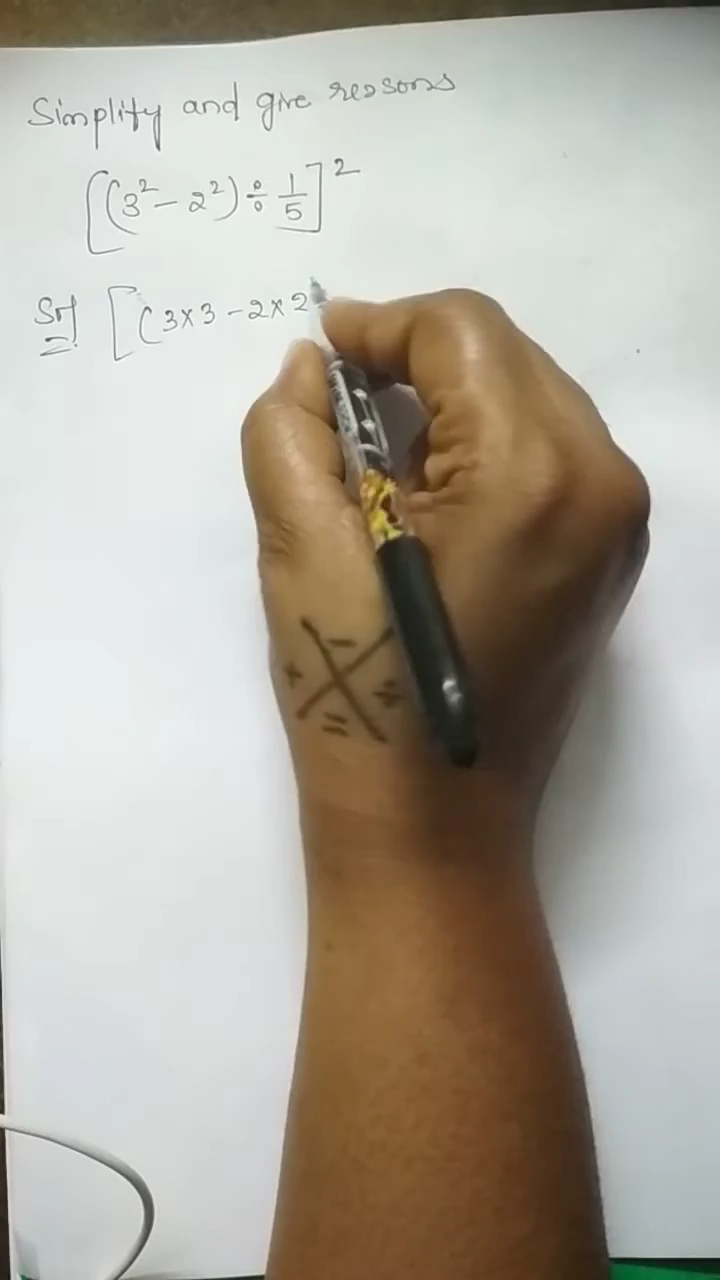 Simplify and give reasons
[(3² - 2²) ÷ 1/5]²
Sol [(3×3 - 2×2
- + × ÷ =